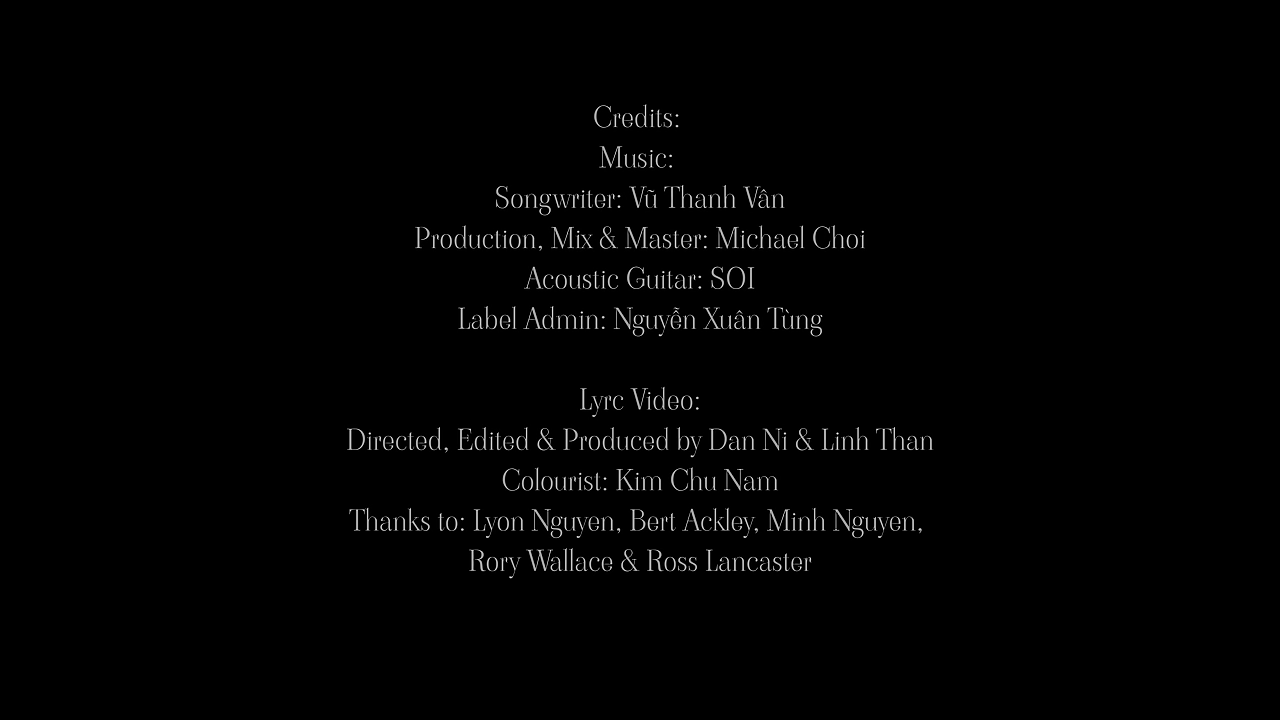 Credits:
Music:
Songwriter: Vũ Thanh Vân
Production, Mix & Master: Michael Choi
Acoustic Guitar: SOI
Label Admin: Nguyễn Xuân Tùng
Lyrc Video:
Directed, Edited & Produced by Dan Ni & Linh Than
Colourist: Kim Chu Nam
Thanks to: Lyon Nguyen, Bert Ackley, Minh Nguyen,
Rory Wallace & Ross Lancaster